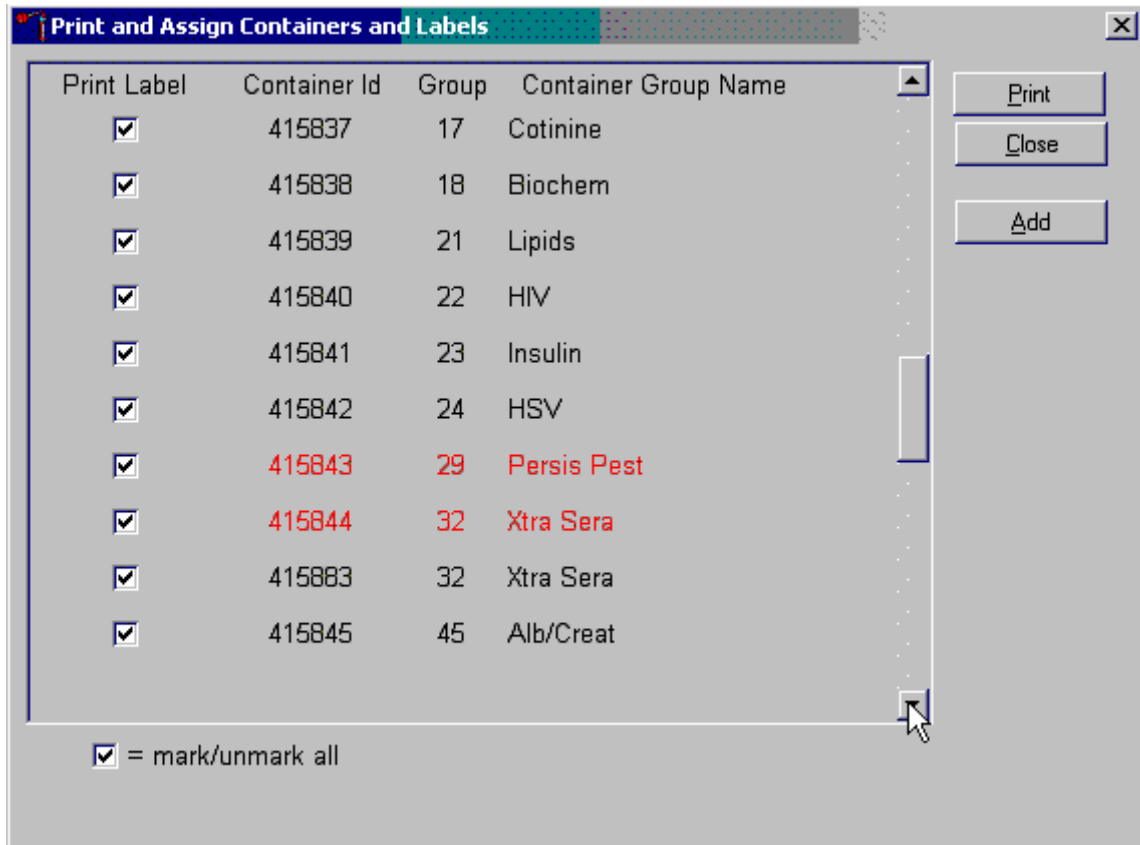 Print and Assign Containers and Labels
Print Label Container Id Group Container Group Name
415837 17 Cotinine
415838 18 Biochem
415839 21 Lipids
415840 22 HIV
415841 23 Insulin
415842 24 HSV
415843 29 Persis Pest
415844 32 Xtra Sera
415883 32 Xtra Sera
415845 45 Alb/Creat
= mark/unmark all
Print
Close
Add